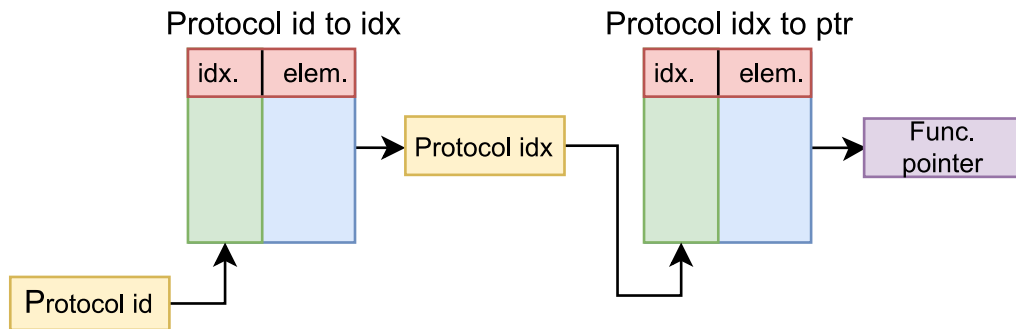 Protocol id to idx
Protocol idx to ptr
idx.
elem.
idx.
elem.
Protocol idx
Func.
pointer
Protocol id